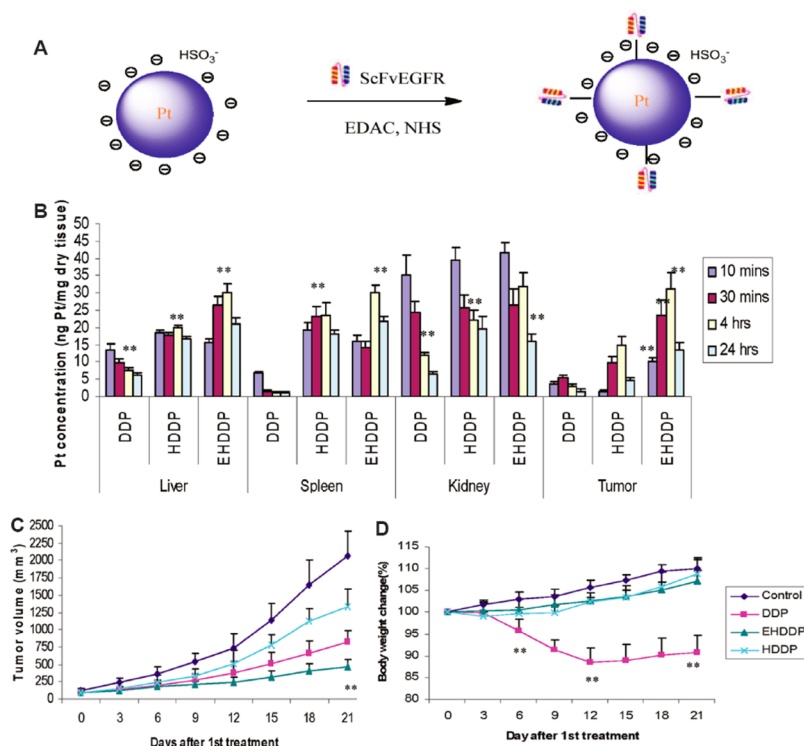 A
HSO₃⁻
Pt
ScFvEGFR
EDAC, NHS
HSO₃⁻
Pt
B
Pt concentration (ng Pt/mg dry tissue)
50
45
40
35
30
25
20
15
10
5
0
** ** ** ** ** ** ** ** ** ** **
10 mins
30 mins
4 hrs
24 hrs
DDP HDDP EHDDP DDP HDDP EHDDP DDP HDDP EHDDP DDP HDDP EHDDP
Liver Spleen Kidney Tumor
C
Tumor volume (mm³)
2500
2250
2000
1750
1500
1250
1000
750
500
250
0
**
0 3 6 9 12 15 18 21
Days after 1st treatment
D
Body weight change(%)
115
110
105
100
95
90
85
80
** ** **
0 3 6 9 12 15 18 21
Day after 1st treatment
Control
DDP
EHDDP
HDDP